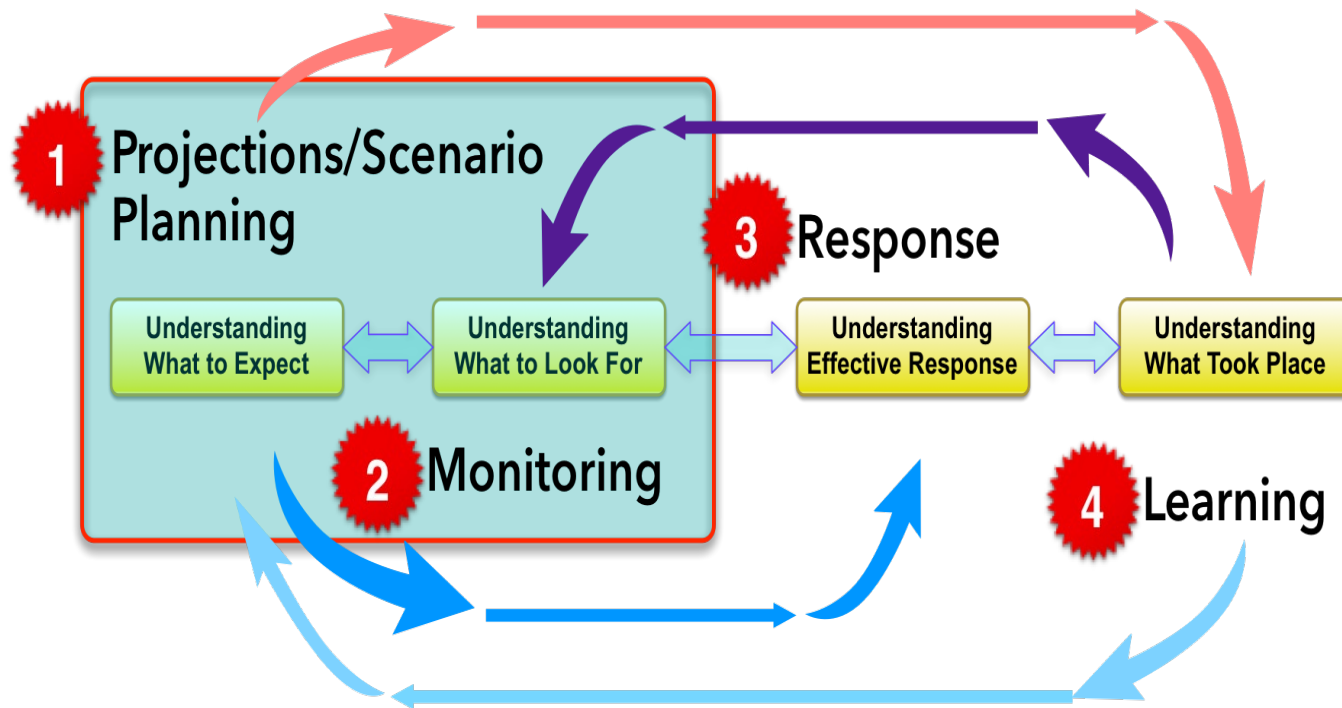 1
Projections/Scenario
Planning
3
Response
Understanding
What to Expect
Understanding
What to Look For
Understanding
Effective Response
Understanding
What Took Place
2
Monitoring
4
Learning